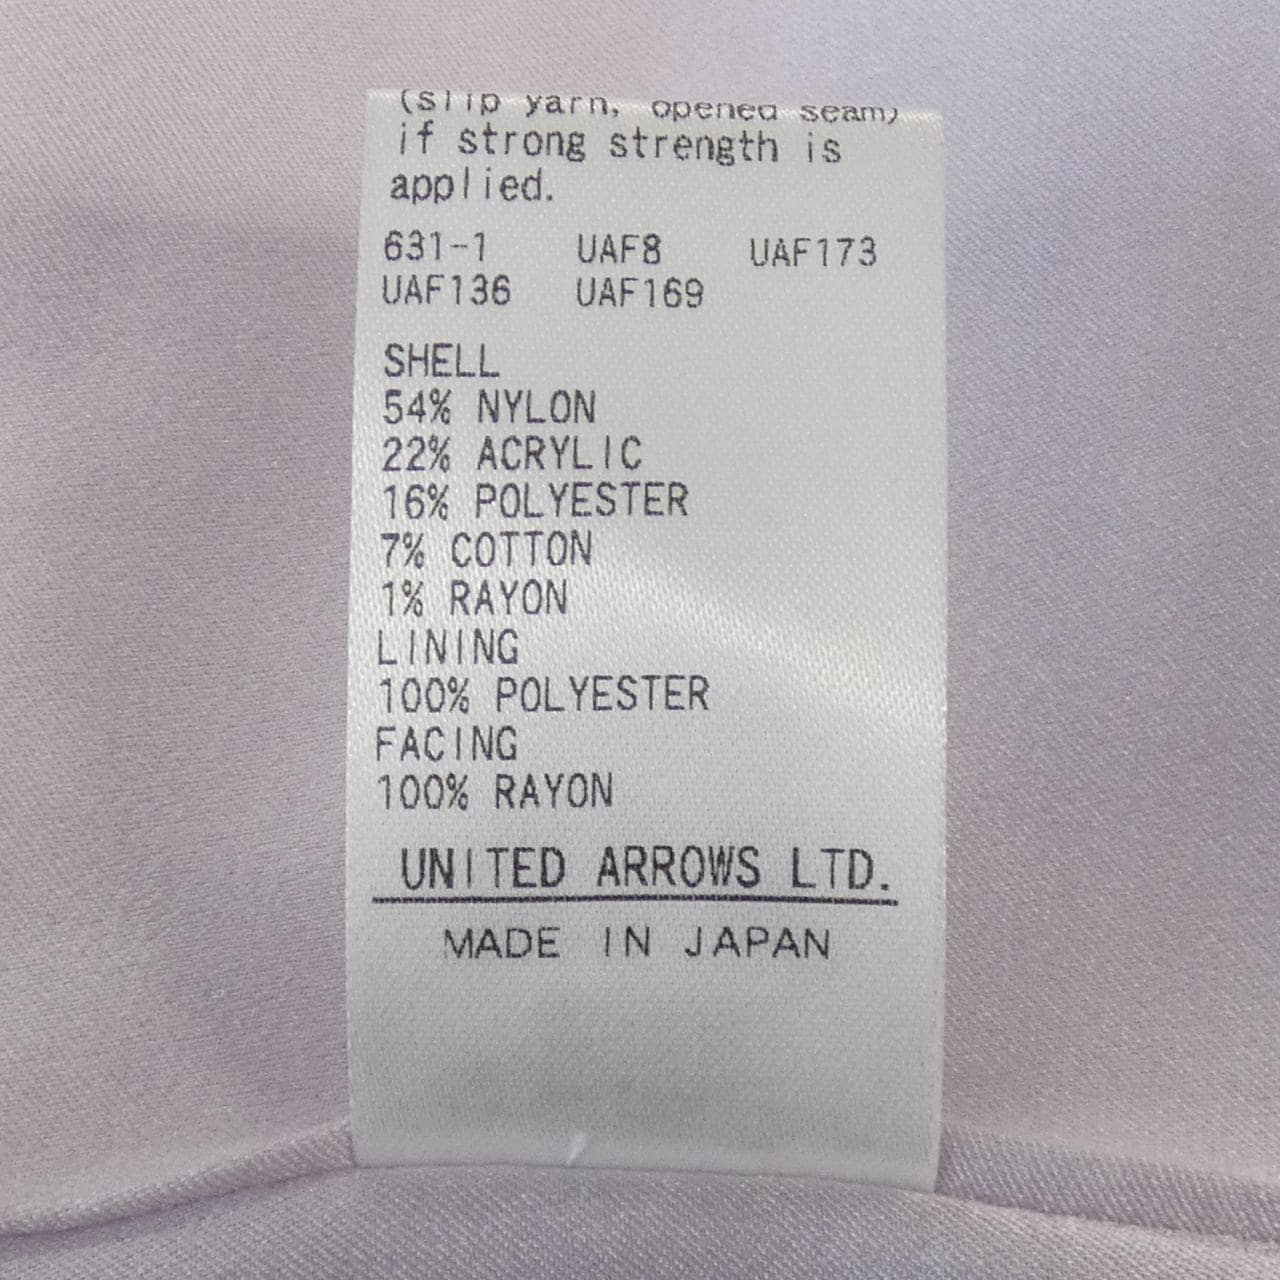 (slip yarn, opened seam)
if strong strength is
applied.
631-1 UAF8 UAF173
UAF136 UAF169
SHELL
54% NYLON
22% ACRYLIC
16% POLYESTER
7% COTTON
1% RAYON
LINING
100% POLYESTER
FACING
100% RAYON
UNITED ARROWS LTD.
MADE IN JAPAN